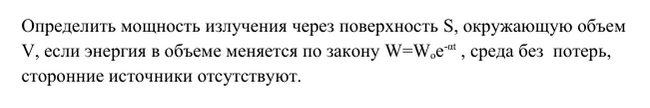 Определить мощность излучения через поверхность S, окружающую объем
V, если энергия в объеме меняется по закону W=W₀e⁻ᵅᵗ , среда без потерь,
сторонние источники отсутствуют.